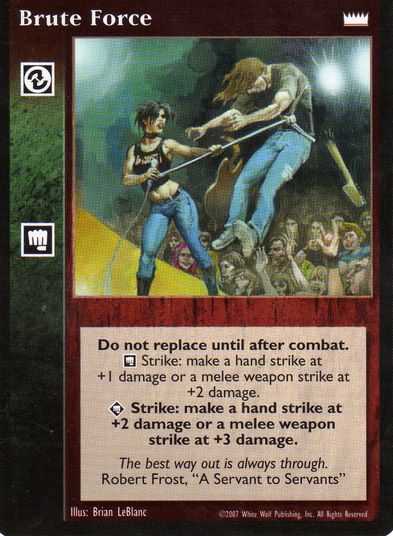 Brute Force
Do not replace until after combat.
Strike: make a hand strike at
+1 damage or a melee weapon strike at
+2 damage.
Strike: make a hand strike at
+2 damage or a melee weapon
strike at +3 damage.
The best way out is always through.
Robert Frost, “A Servant to Servants”
Illus: Brian LeBlanc
©2007 White Wolf Publishing, Inc. All Rights Reserved